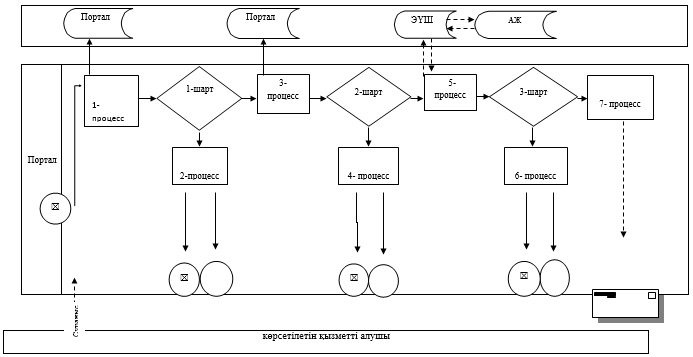 Портал
Портал
ЭҮШ
АЖ
1-
процесс
1-шарт
3-
процесс
2-шарт
5-
процесс
3-шарт
7- процесс
Портал
2-процесс
4- процесс
6- процесс
көрсетілетін қызметті алушы